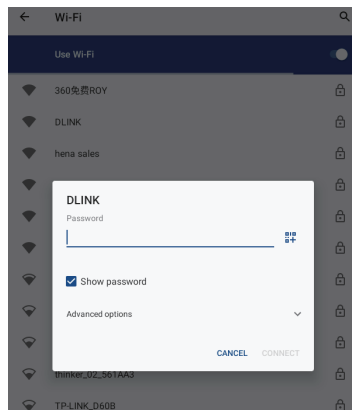 Wi-Fi
Use Wi-Fi
360免费ROY
DLINK
hena sales
DLINK
Password
Show password
Advanced options
CANCEL CONNECT
thinker_02_561AA3
TP-LINK_D60B